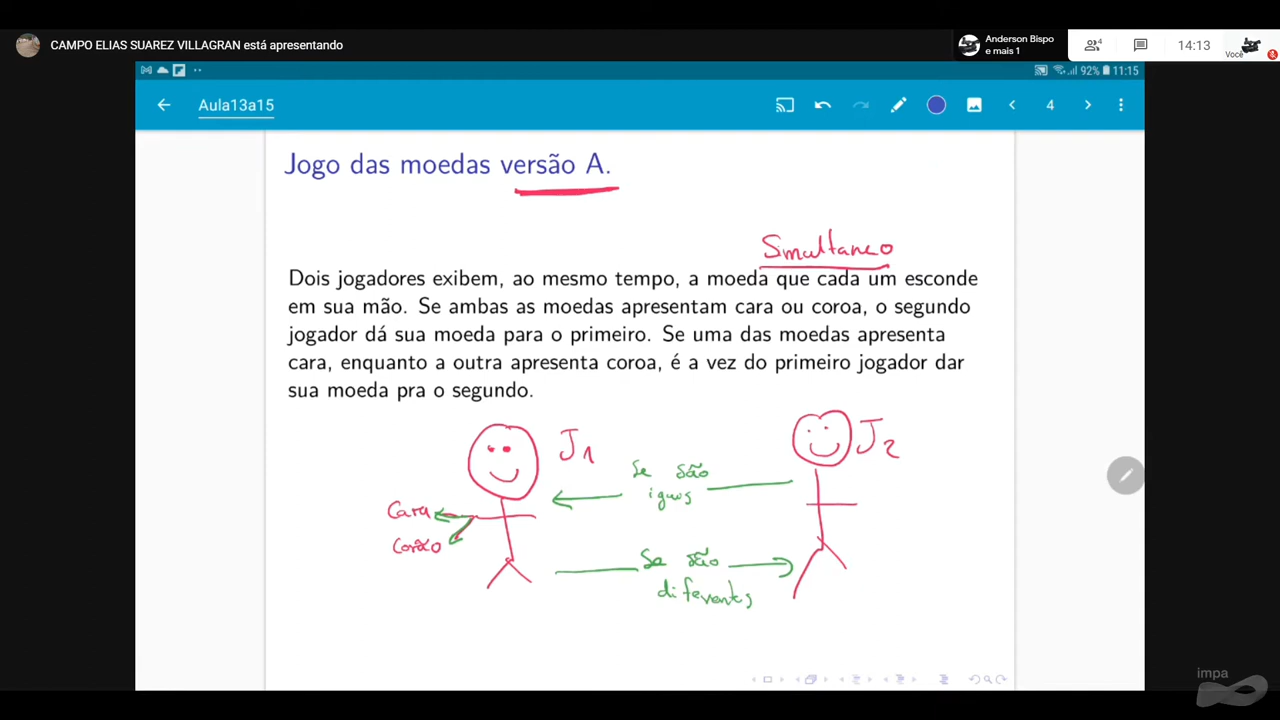 CAMPO ELIAS SUAREZ VILLAGRAN está apresentando
Anderson Bispo
e mais 1
4
14:13
Você
92% 11:15
Aula13a15
4
Jogo das moedas versão A.
Simultaneo
Dois jogadores exibem, ao mesmo tempo, a moeda que cada um esconde
em sua mão. Se ambas as moedas apresentam cara ou coroa, o segundo
jogador dá sua moeda para o primeiro. Se uma das moedas apresenta
cara, enquanto a outra apresenta coroa, é a vez do primeiro jogador dar
sua moeda pra o segundo.
J1
J2
Se são
iguos
Cara
Corão
Se são
diferentes
impa